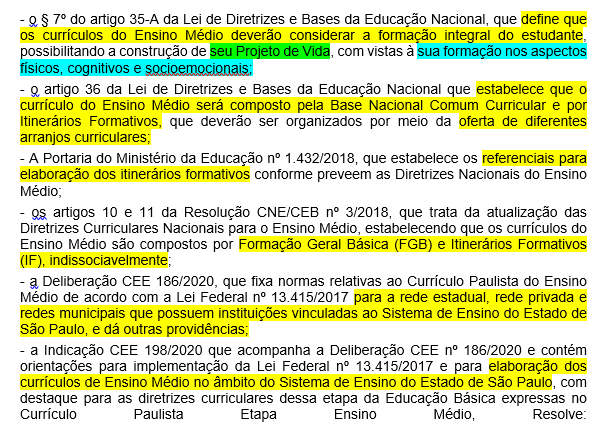 - o § 7º do artigo 35-A da Lei de Diretrizes e Bases da Educação Nacional, que define que
os currículos do Ensino Médio deverão considerar a formação integral do estudante,
possibilitando a construção de seu Projeto de Vida, com vistas à sua formação nos aspectos
físicos, cognitivos e socioemocionais;
- o artigo 36 da Lei de Diretrizes e Bases da Educação Nacional que estabelece que o
currículo do Ensino Médio será composto pela Base Nacional Comum Curricular e por
Itinerários Formativos, que deverão ser organizados por meio da oferta de diferentes
arranjos curriculares;
- A Portaria do Ministério da Educação nº 1.432/2018, que estabelece os referenciais para
elaboração dos itinerários formativos conforme preveem as Diretrizes Nacionais do Ensino
Médio;
- os artigos 10 e 11 da Resolução CNE/CEB nº 3/2018, que trata da atualização das
Diretrizes Curriculares Nacionais para o Ensino Médio, estabelecendo que os currículos do
Ensino Médio são compostos por Formação Geral Básica (FGB) e Itinerários Formativos
(IF), indissociavelmente;
- a Deliberação CEE 186/2020, que fixa normas relativas ao Currículo Paulista do Ensino
Médio de acordo com a Lei Federal nº 13.415/2017 para a rede estadual, rede privada e
redes municipais que possuem instituições vinculadas ao Sistema de Ensino do Estado de
São Paulo, e dá outras providências;
- a Indicação CEE 198/2020 que acompanha a Deliberação CEE nº 186/2020 e contém
orientações para implementação da Lei Federal nº 13.415/2017 e para elaboração dos
currículos de Ensino Médio no âmbito do Sistema de Ensino do Estado de São Paulo, com
destaque para as diretrizes curriculares dessa etapa da Educação Básica expressas no
Currículo Paulista Etapa Ensino Médio, Resolve: